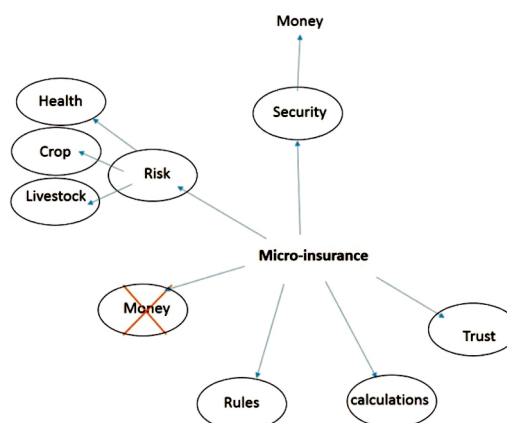 Money
Health
Security
Crop
Risk
Livestock
Micro-insurance
Money
Trust
Rules
calculations